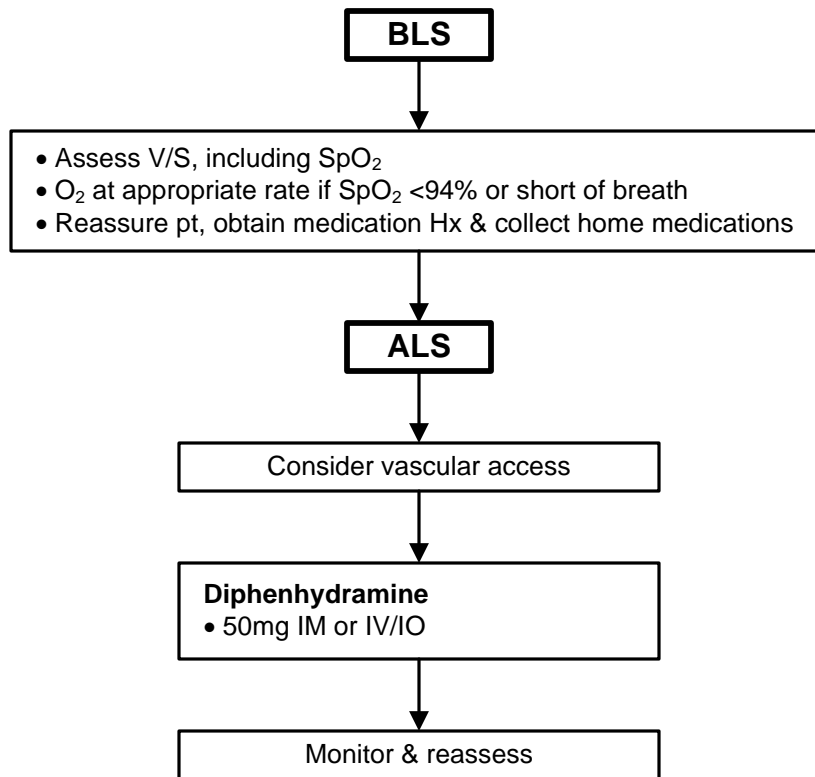 BLS
• Assess V/S, including SpO₂
• O₂ at appropriate rate if SpO₂ <94% or short of breath
• Reassure pt, obtain medication Hx & collect home medications
ALS
Consider vascular access
Diphenhydramine
• 50mg IM or IV/IO
Monitor & reassess